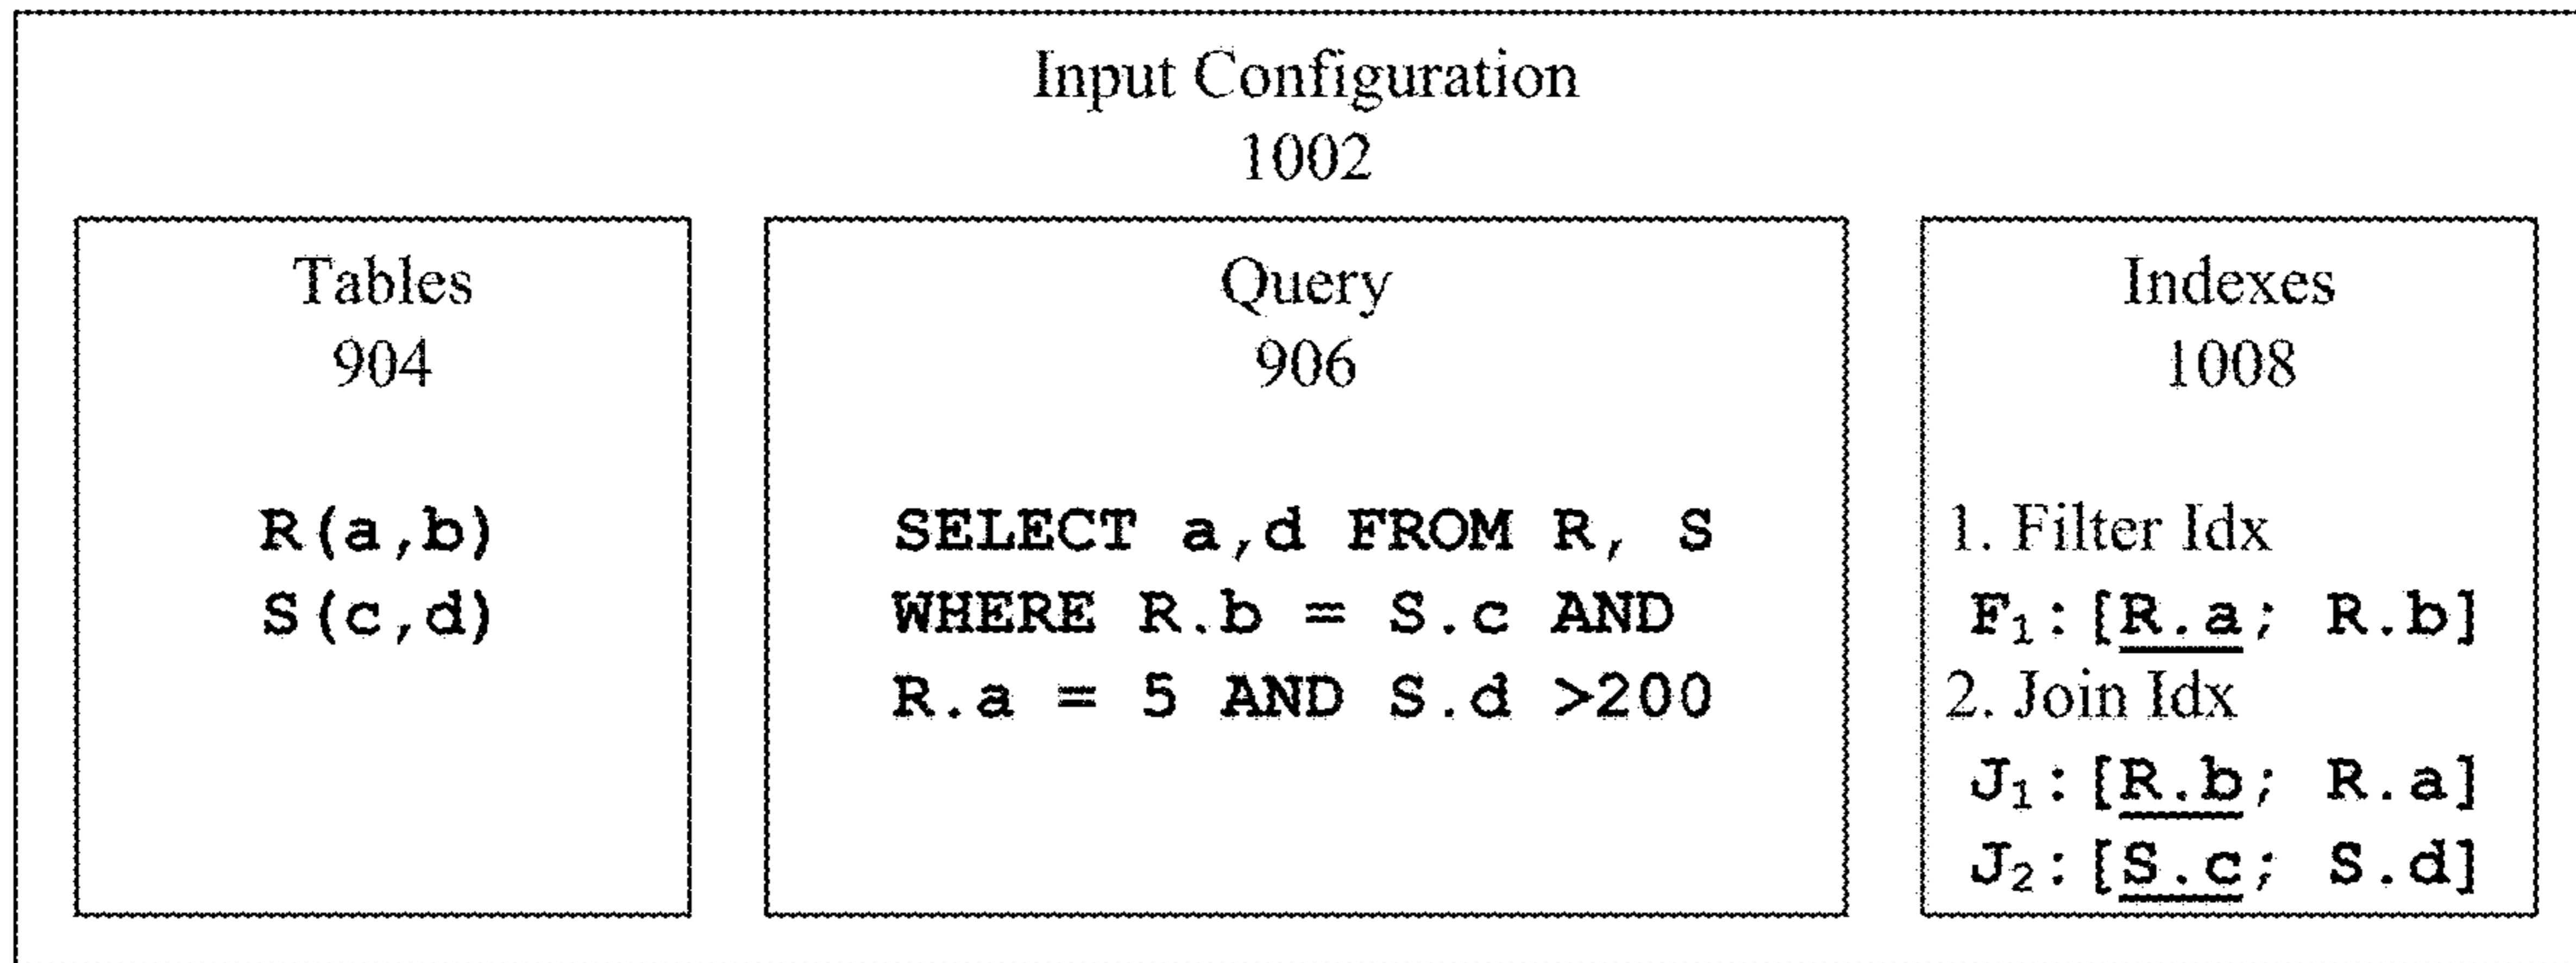 Input Configuration
1002
Tables
904
R(a,b)
S(c,d)
Query
906
SELECT a,d FROM R, S
WHERE R.b = S.c AND
R.a = 5 AND S.d >200
Indexes
1008
1. Filter Idx
F₁:[R.a; R.b]
2. Join Idx
J₁:[R.b; R.a]
J₂:[S.c; S.d]